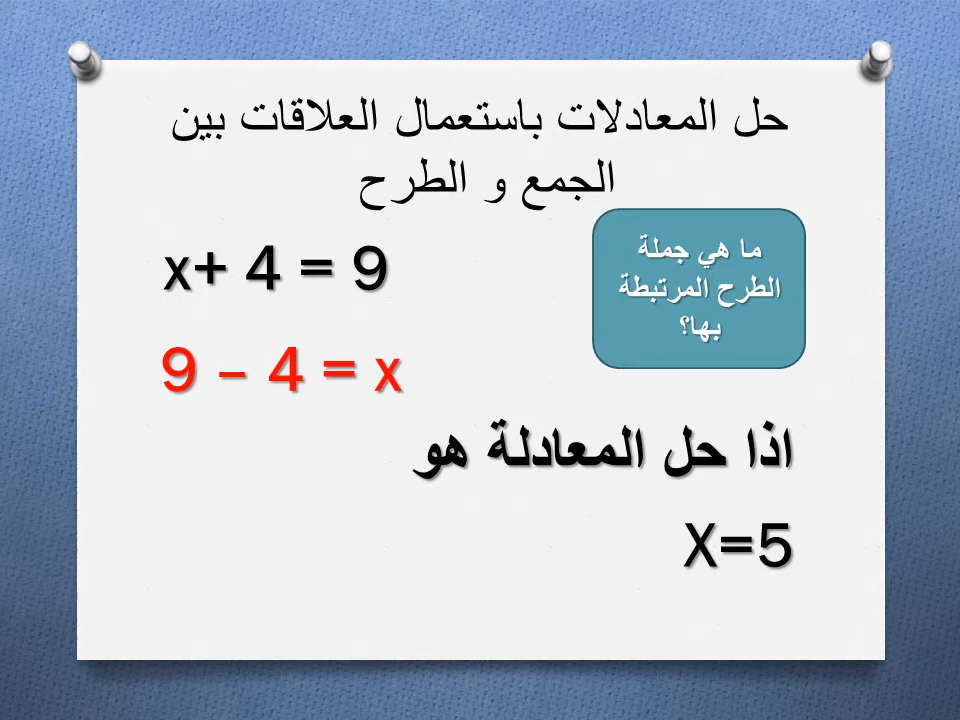 حل المعادلات باستعمال العلاقات بين
الجمع و الطرح
ما هي جملة
الطرح المرتبطة
بها؟
x+ 4 = 9
9 – 4 = x
اذا حل المعادلة هو
X=5